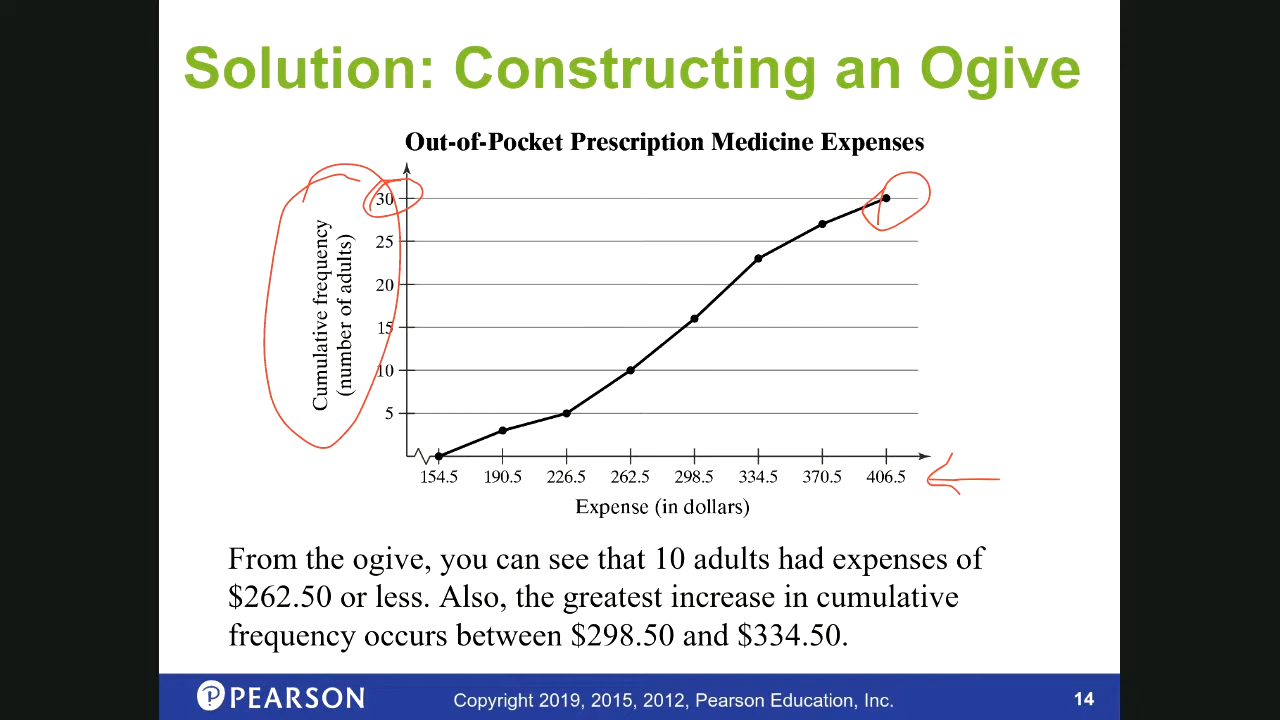 Solution: Constructing an Ogive
Out-of-Pocket Prescription Medicine Expenses
Cumulative frequency
(number of adults)
30
25
20
15
10
5
154.5 190.5 226.5 262.5 298.5 334.5 370.5 406.5
Expense (in dollars)
From the ogive, you can see that 10 adults had expenses of
$262.50 or less. Also, the greatest increase in cumulative
frequency occurs between $298.50 and $334.50.
PEARSON
Copyright 2019, 2015, 2012, Pearson Education, Inc.
14